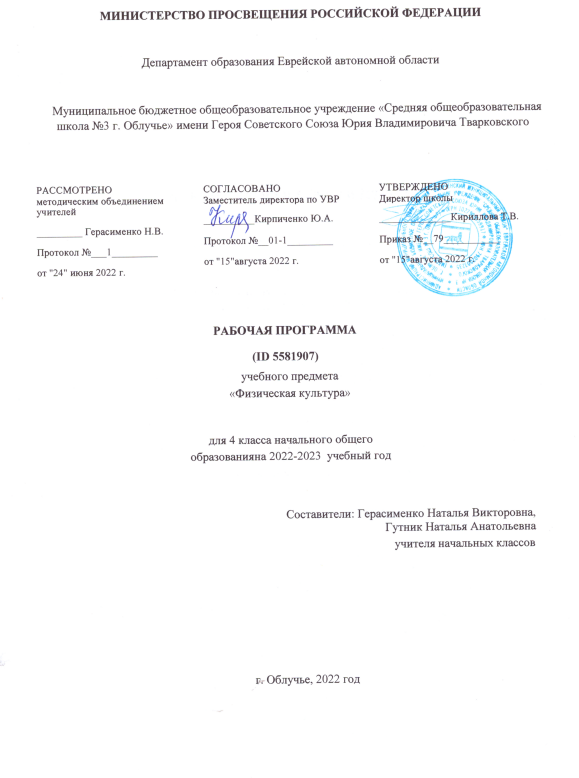 МИНИСТЕРСТВО ПРОСВЕЩЕНИЯ РОССИЙСКОЙ ФЕДЕРАЦИИ
Департамент образования Еврейской автономной области
Муниципальное бюджетное общеобразовательное учреждение «Средняя общеобразовательная
школа №3 г. Облучье» имени Героя Советского Союза Юрия Владимировича Тварковского
РАССМОТРЕНО
методическим объединением
учителей
_________ Герасименко Н.В.
Протокол №___1_________
от "24" июня 2022 г.
СОГЛАСОВАНО
Заместитель директора по УВР
_________ Кирпиченко Ю.А.
Протокол №__01-1_________
от "15"августа 2022 г.
УТВЕРЖДЕНО
Директор школы
Кириллова Т.В.
Приказ №__79
от "15"августа 2022 г.
РАБОЧАЯ ПРОГРАММА
(ID 5581907)
учебного предмета
«Физическая культура»
для 4 класса начального общего
образованияна 2022-2023 учебный год
Составители: Герасименко Наталья Викторовна,
Гутник Наталья Анатольевна
учителя начальных классов
г. Облучье, 2022 год